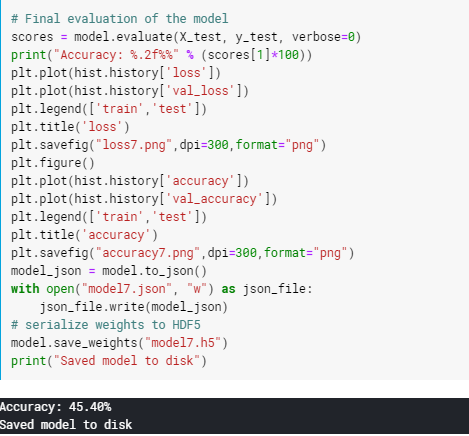 # Final evaluation of the model
scores = model.evaluate(X_test, y_test, verbose=0)
print("Accuracy: %.2f%%" % (scores[1]*100))
plt.plot(hist.history['loss'])
plt.plot(hist.history['val_loss'])
plt.legend(['train','test'])
plt.title('loss')
plt.savefig("loss7.png",dpi=300,format="png")
plt.figure()
plt.plot(hist.history['accuracy'])
plt.plot(hist.history['val_accuracy'])
plt.legend(['train','test'])
plt.title('accuracy')
plt.savefig("accuracy7.png",dpi=300,format="png")
model_json = model.to_json()
with open("model7.json", "w") as json_file:
    json_file.write(model_json)
# serialize weights to HDF5
model.save_weights("model7.h5")
print("Saved model to disk")
Accuracy: 45.40%
Saved model to disk